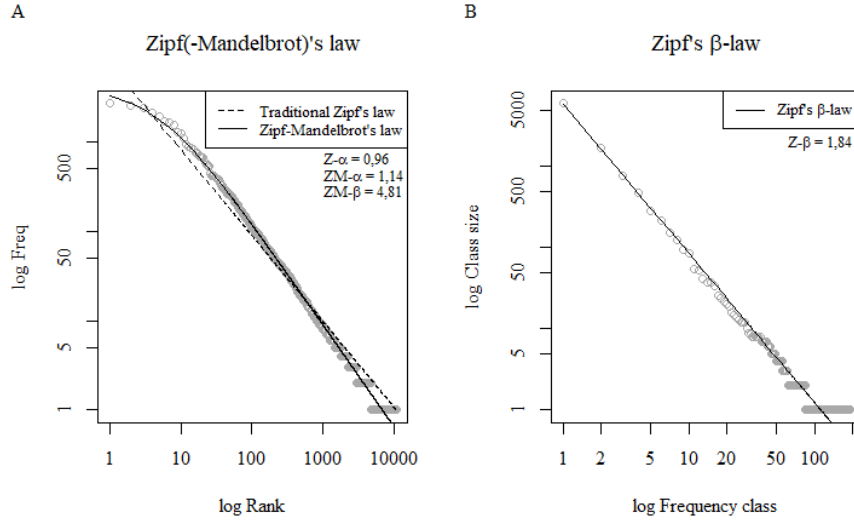 A
Zipf(-Mandelbrot)'s law
Traditional Zipf's law
Zipf-Mandelbrot's law
Z-α = 0,96
ZM-α = 1,14
ZM-β = 4,81
log Freq
500
50
5
1
1 10 100 1000 10000
log Rank
B
Zipf's β-law
Zipf's β-law
Z-β = 1,84
log Class size
5000
500
50
5
1
1 2 5 10 20 50 100
log Frequency class